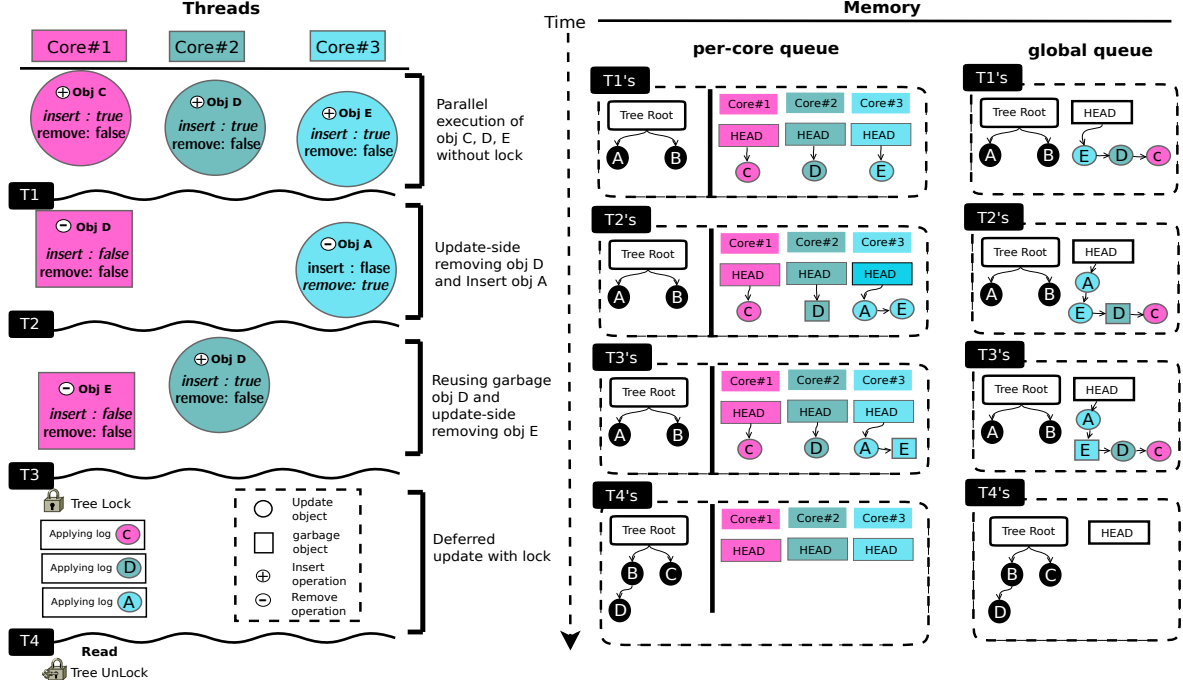 Threads
Core#1
Core#2
Core#3
Obj C
insert : true
remove: false
Obj D
insert : true
remove: false
Obj E
insert : true
remove: false
Parallel
execution of
obj C, D, E
without lock
T1
Obj D
insert : false
remove: false
Obj A
insert : flase
remove: true
Update-side
removing obj D
and Insert obj A
T2
Obj E
insert : false
remove: false
Obj D
insert : true
remove: false
Reusing garbage
obj D and
update-side
removing obj E
T3
Tree Lock
Applying log C
Applying log D
Applying log A
Update
object
garbage
object
Insert
operation
Remove
operation
Deferred
update with lock
T4
Read
Tree UnLock
Time
Memory
per-core queue
T1's
Tree Root
A
B
Core#1
Core#2
Core#3
HEAD
HEAD
HEAD
C
D
E
T2's
Tree Root
A
B
Core#1
Core#2
Core#3
HEAD
HEAD
HEAD
C
D
A
E
T3's
Tree Root
A
B
Core#1
Core#2
Core#3
HEAD
HEAD
HEAD
C
D
A
E
T4's
Tree Root
B
C
D
Core#1
Core#2
Core#3
HEAD
HEAD
HEAD
global queue
T1's
Tree Root
A
B
HEAD
E
D
C
T2's
Tree Root
A
B
HEAD
A
E
D
C
T3's
Tree Root
A
B
HEAD
A
E
D
C
T4's
Tree Root
B
C
D
HEAD